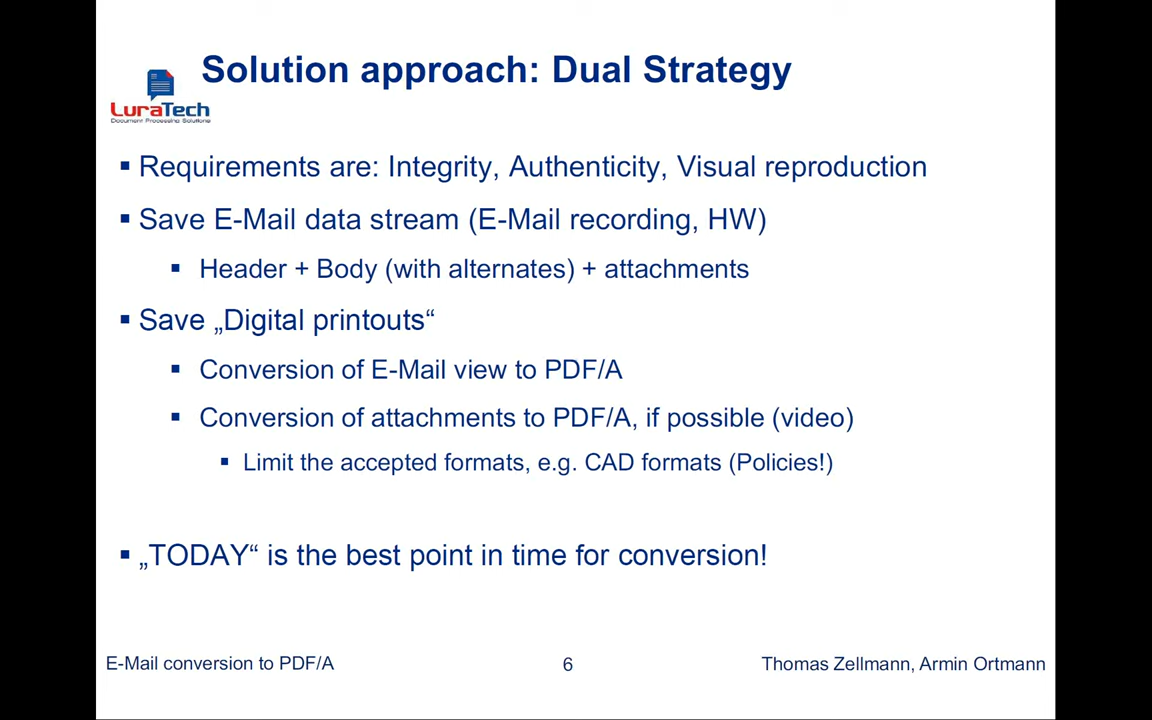 Solution approach: Dual Strategy
LuraTech
Document Processing Solutions
▪ Requirements are: Integrity, Authenticity, Visual reproduction
▪ Save E-Mail data stream (E-Mail recording, HW)
▪ Header + Body (with alternates) + attachments
▪ Save „Digital printouts“
▪ Conversion of E-Mail view to PDF/A
▪ Conversion of attachments to PDF/A, if possible (video)
▪ Limit the accepted formats, e.g. CAD formats (Policies!)
▪ „TODAY“ is the best point in time for conversion!
E-Mail conversion to PDF/A
6
Thomas Zellmann, Armin Ortmann